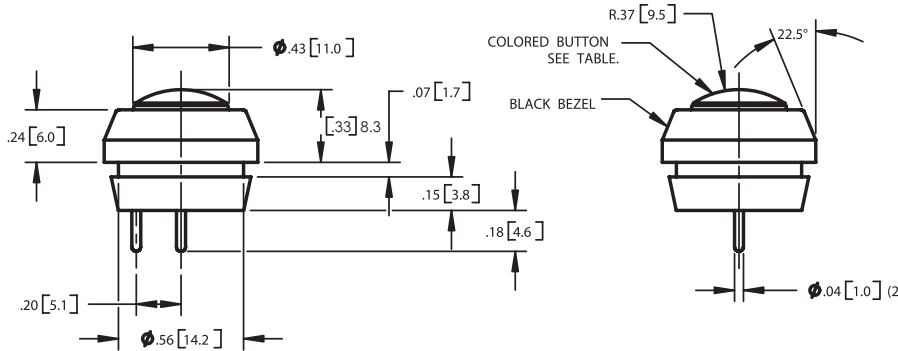 R.37 [9.5]
22.5°
COLORED BUTTON
SEE TABLE.
BLACK BEZEL
Ø.43 [11.0]
.07 [1.7]
[.33] 8.3
.24 [6.0]
.15 [3.8]
.18 [4.6]
.20 [5.1]
Ø.56 [14.2]
Ø.04 [1.0] (2